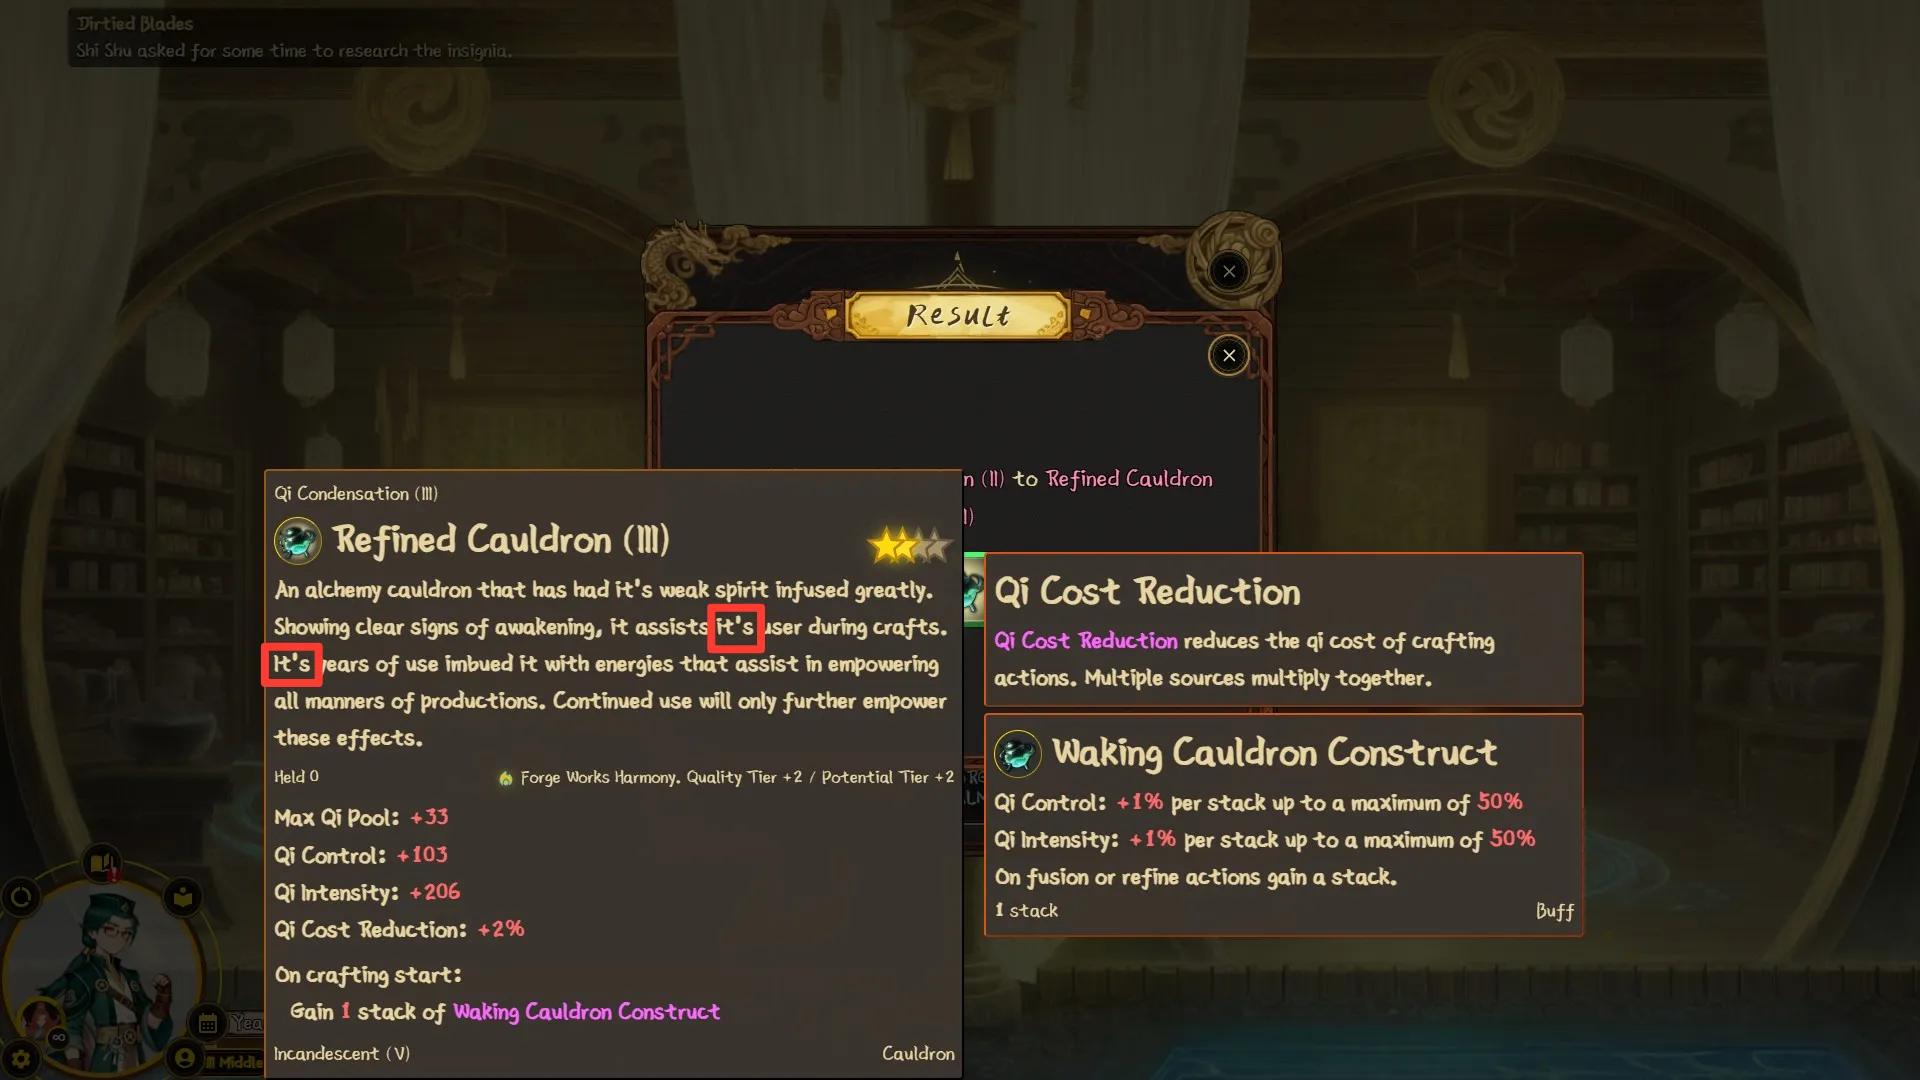 Dirtied Blades
Shi Shu asked for some time to research the insignia.
Result
n (II) to Refined Cauldron
I)
Qi Condensation (III)
Refined Cauldron (III)
An alchemy cauldron that has had it's weak spirit infused greatly.
Showing clear signs of awakening, it assists it's user during crafts.
It's years of use imbued it with energies that assist in empowering
all manners of productions. Continued use will only further empower
these effects.
Held 0
Forge Works Harmony. Quality Tier +2 / Potential Tier +2
Max Qi Pool: +33
Qi Control: +103
Qi Intensity: +206
Qi Cost Reduction: +2%
On crafting start:
Gain 1 stack of Waking Cauldron Construct
Incandescent (V)
Cauldron
Qi Cost Reduction
Qi Cost Reduction reduces the qi cost of crafting
actions. Multiple sources multiply together.
Waking Cauldron Construct
Qi Control: +1% per stack up to a maximum of 50%
Qi Intensity: +1% per stack up to a maximum of 50%
On fusion or refine actions gain a stack.
1 stack
Buff
Yea
Middle